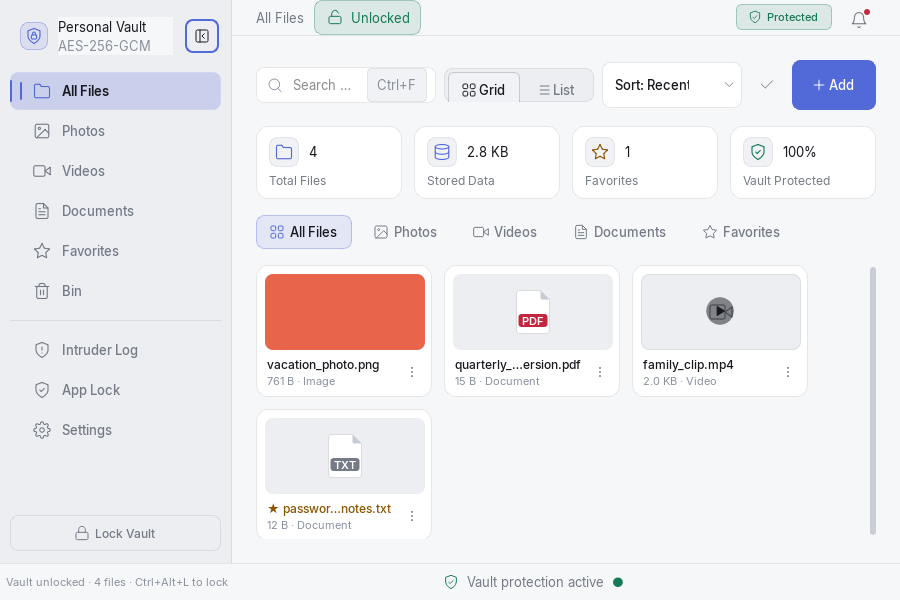 Personal Vault
AES-256-GCM
All Files
Photos
Videos
Documents
Favorites
Bin
Intruder Log
App Lock
Settings
Lock Vault
Vault unlocked · 4 files · Ctrl+Alt+L to lock
All Files
Unlocked
Protected
Search ...
Ctrl+F
Grid
List
Sort: Recent
+ Add
4
Total Files
2.8 KB
Stored Data
1
Favorites
100%
Vault Protected
All Files
Photos
Videos
Documents
Favorites
vacation_photo.png
761 B · Image
PDF
quarterly_...ersion.pdf
15 B · Document
family_clip.mp4
2.0 KB · Video
TXT
★ passwor...notes.txt
12 B · Document
Vault protection active